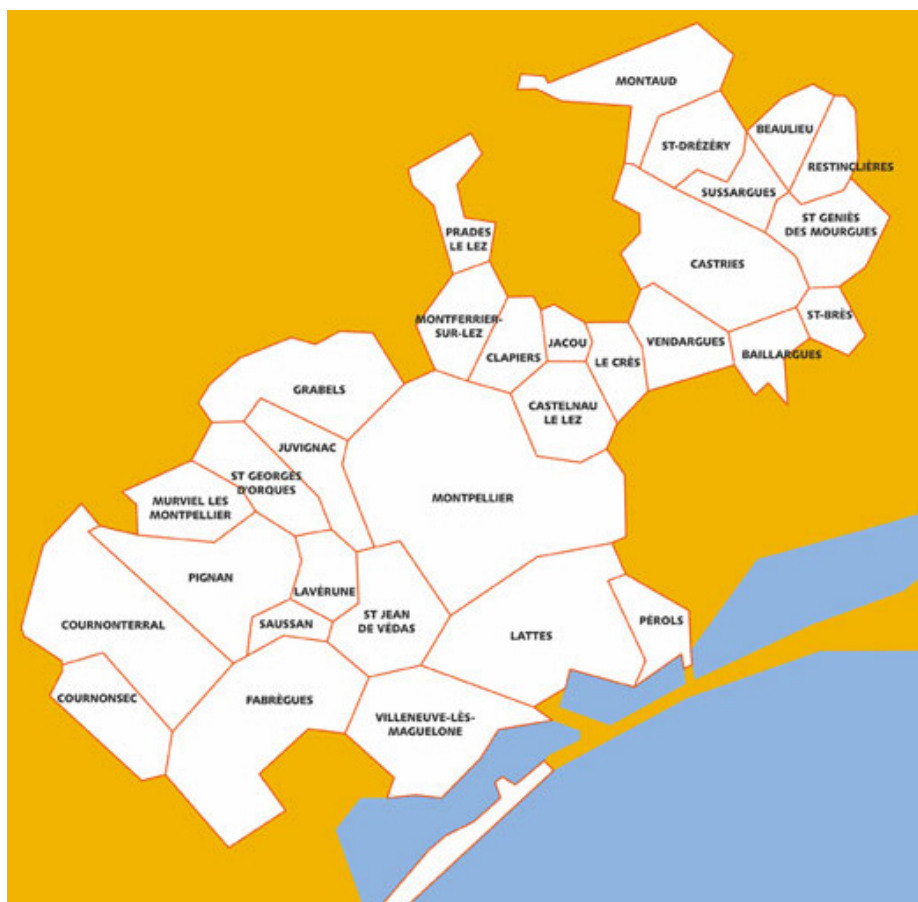 MONTAUD
BEAULIEU
ST-DRÉZÉRY
RESTINCLIÈRES
SUSSARGUES
ST GENIÈS
DES MOURGUES
PRADES
LE LEZ
CASTRIES
ST-BRÈS
MONTFERRIER-
SUR-LEZ
JACOU
VENDARGUES
CLAPIERS
LE CRÈS
BAILLARGUES
GRABELS
CASTELNAU
LE LEZ
JUVIGNAC
ST GEORGES
D'ORQUES
MURVIEL LES
MONTPELLIER
MONTPELLIER
PIGNAN
LAVÉRUNE
COURNONTERRAL
SAUSSAN
ST JEAN
DE VÉDAS
LATTES
PÉROLS
COURNONSEC
FABRÈGUES
VILLENEUVE-LÈS-
MAGUELONE